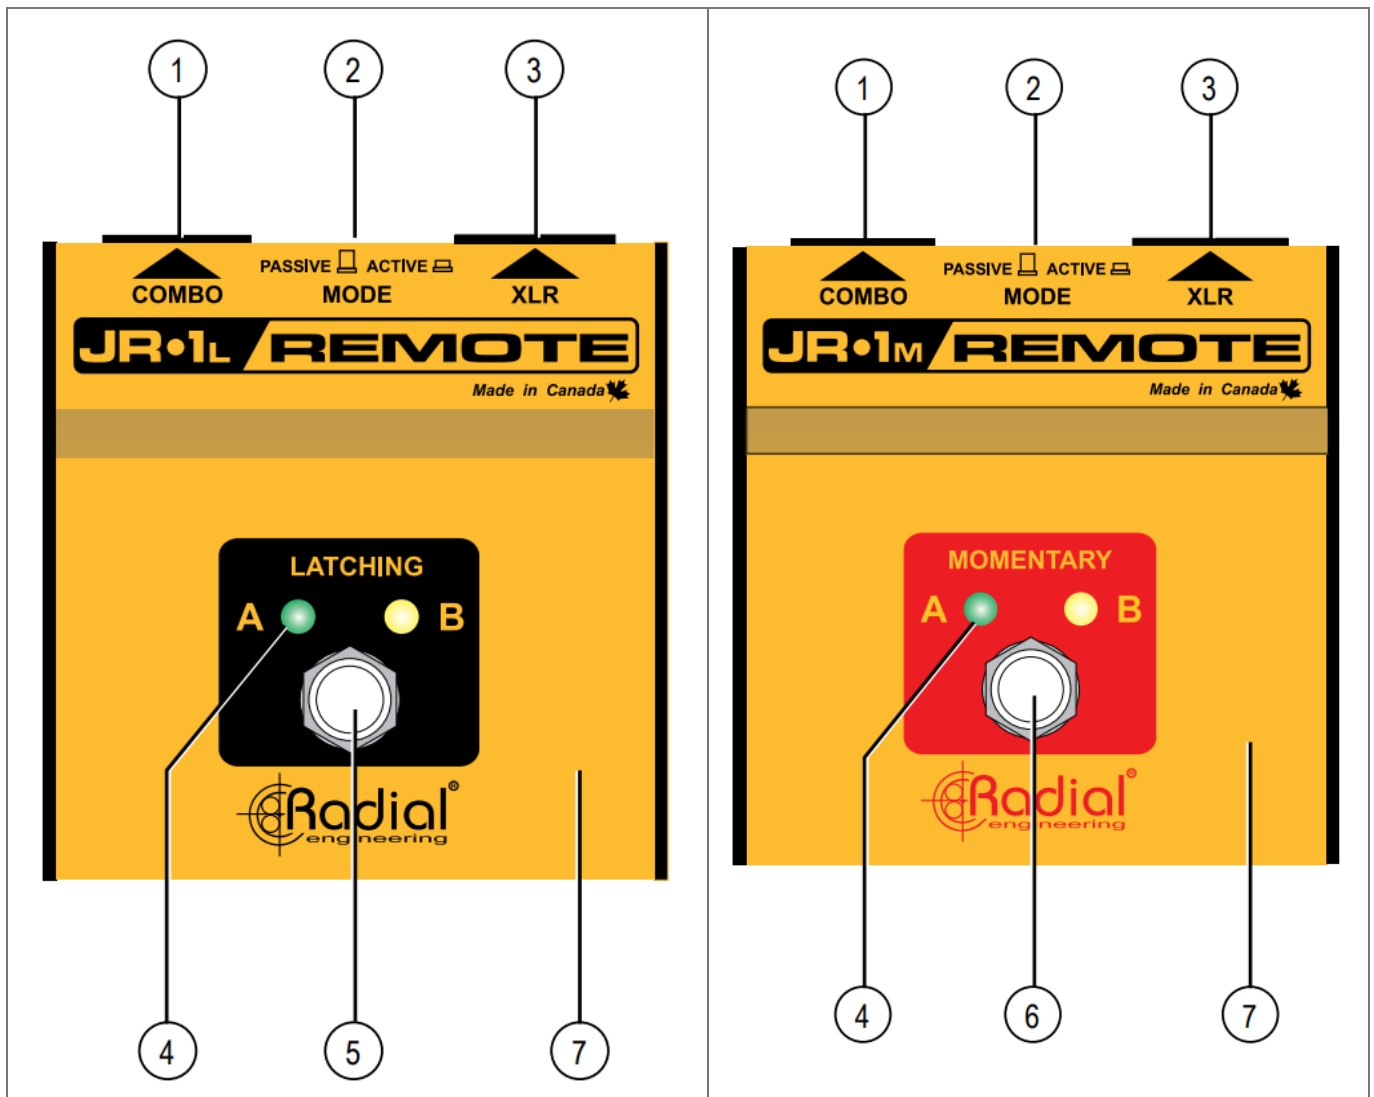 1 2 3
PASSIVE ACTIVE
COMBO MODE XLR
JR•1L REMOTE
Made in Canada
LATCHING
A B
Radial®
engineering
4 5 7
1 2 3
PASSIVE ACTIVE
COMBO MODE XLR
JR•1M REMOTE
Made in Canada
MOMENTARY
A B
Radial®
engineering
4 6 7